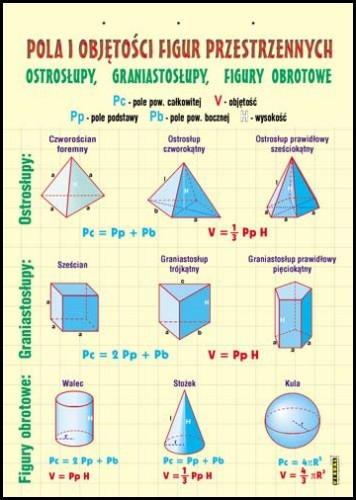 POLA I OBJĘTOŚCI FIGUR PRZESTRZENNYCH
OSTROSŁUPY, GRANIASTOSŁUPY, FIGURY OBROTOWE
Pc - pole pow. całkowitej V - objętość
Pp - pole podstawy Pb - pole pow. bocznej H - wysokość
Ostrosłupy:
Czworościan foremny
Ostrosłup czworokątny
Ostrosłup prawidłowy sześciokątny
Pc = Pp + Pb V = 1/3 Pp H
Graniastosłupy:
Sześcian
Graniastosłup trójkątny
Graniastosłup prawidłowy pięciokątny
Pc = 2 Pp + Pb V = Pp H
Figury obrotowe:
Walec Stożek Kula
Pc = 2 Pp + Pb Pc = Pp + Pb Pc = 4πR²
V = Pp H V = 1/3 Pp H V = 4/3 πR³